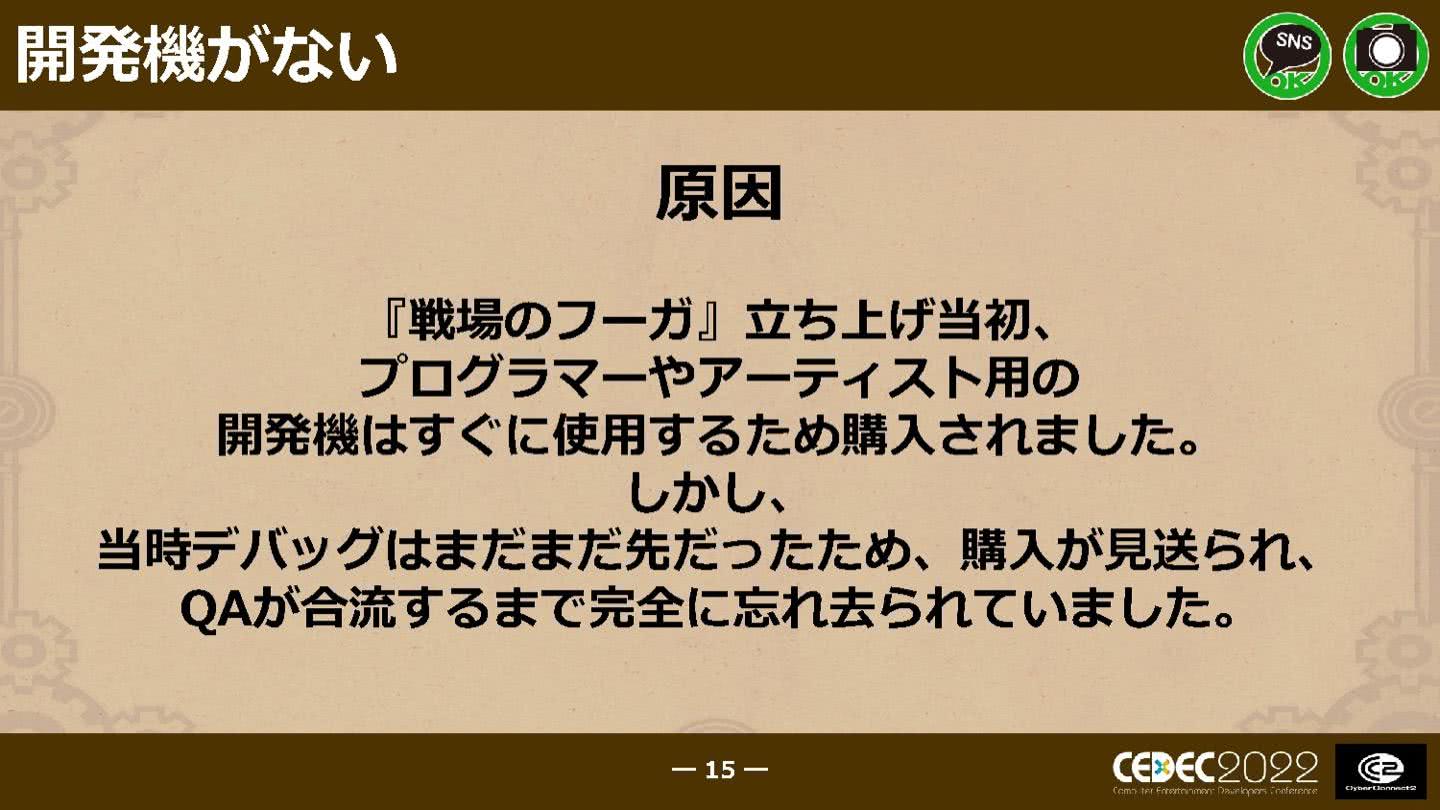 開発機がない
SNS
OK
OK
原因
『戦場のフーガ』立ち上げ当初、
プログラマーやアーティスト用の
開発機はすぐに使用するため購入されました。
しかし、
当時デバッグはまだまだ先だったため、購入が見送られ、
QAが合流するまで完全に忘れ去られていました。
― 15 ―
CEDEC2022
Computer Entertainment Developers Conference
CyberConnect2